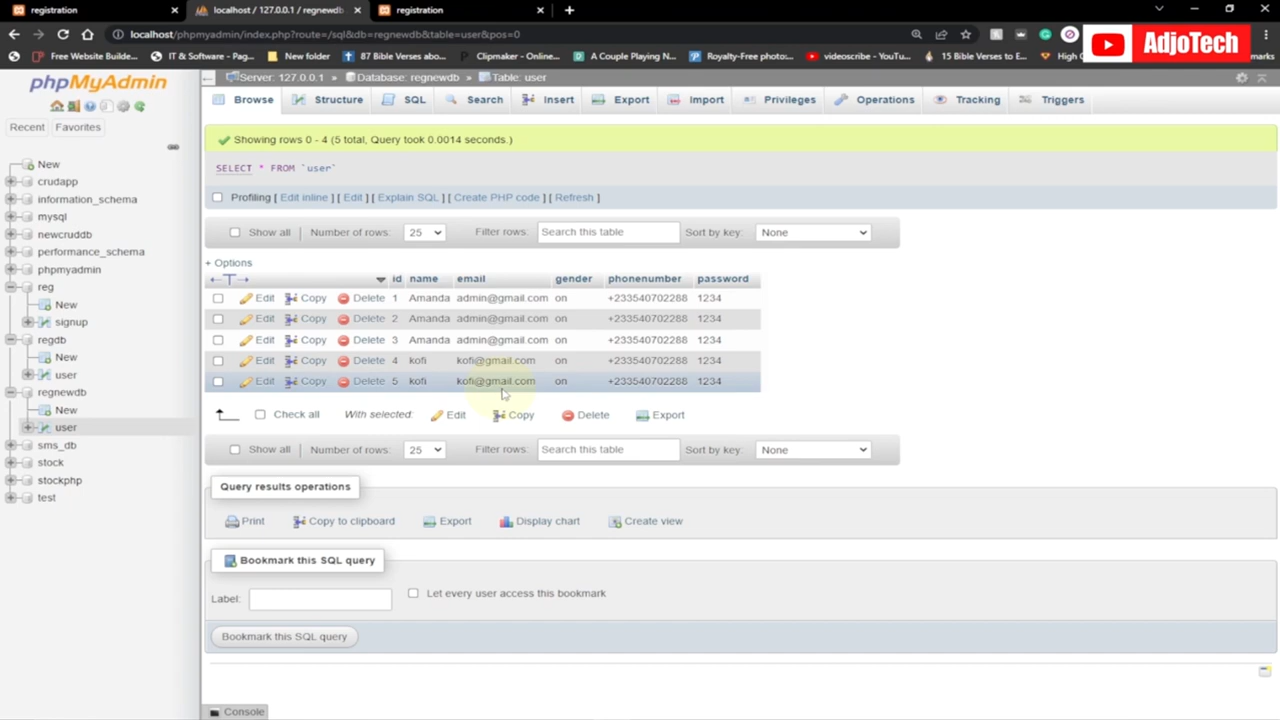 registration
localhost / 127.0.0.1 / regnewdb
registration
localhost/phpmyadmin/index.php?route=/sql&db=regnewdb&table=user&pos=0
Free Website Builde...
IT & Software - Pag...
New folder
87 Bible Verses abo...
Clipmaker - Online...
A Couple Playing N...
Royalty-Free photo...
videoscribe - YouTu...
15 Bible Verses to E...
High
marks
AdjoTech
phpMyAdmin
Recent
Favorites
New
crudapp
information_schema
mysql
newcruddb
performance_schema
phpmyadmin
reg
New
signup
regdb
New
user
regnewdb
New
user
sms_db
stock
stockphp
test
Server: 127.0.0.1 » Database: regnewdb » Table: user
Browse Structure SQL Search Insert Export Import Privileges Operations Tracking Triggers
Showing rows 0 - 4 (5 total, Query took 0.0014 seconds.)
SELECT * FROM `user`
Profiling [ Edit inline ] [ Edit ] [ Explain SQL ] [ Create PHP code ] [ Refresh ]
Show all | Number of rows: 25 Filter rows: Search this table Sort by key: None
+ Options
id name email gender phonenumber password
Edit Copy Delete 1 Amanda admin@gmail.com on +233540702288 1234
Edit Copy Delete 2 Amanda admin@gmail.com on +233540702288 1234
Edit Copy Delete 3 Amanda admin@gmail.com on +233540702288 1234
Edit Copy Delete 4 kofi kofi@gmail.com on +233540702288 1234
Edit Copy Delete 5 kofi kofi@gmail.com on +233540702288 1234
Check all With selected: Edit Copy Delete Export
Show all | Number of rows: 25 Filter rows: Search this table Sort by key: None
Query results operations
Print Copy to clipboard Export Display chart Create view
Bookmark this SQL query
Label: Let every user access this bookmark
Bookmark this SQL query
Console